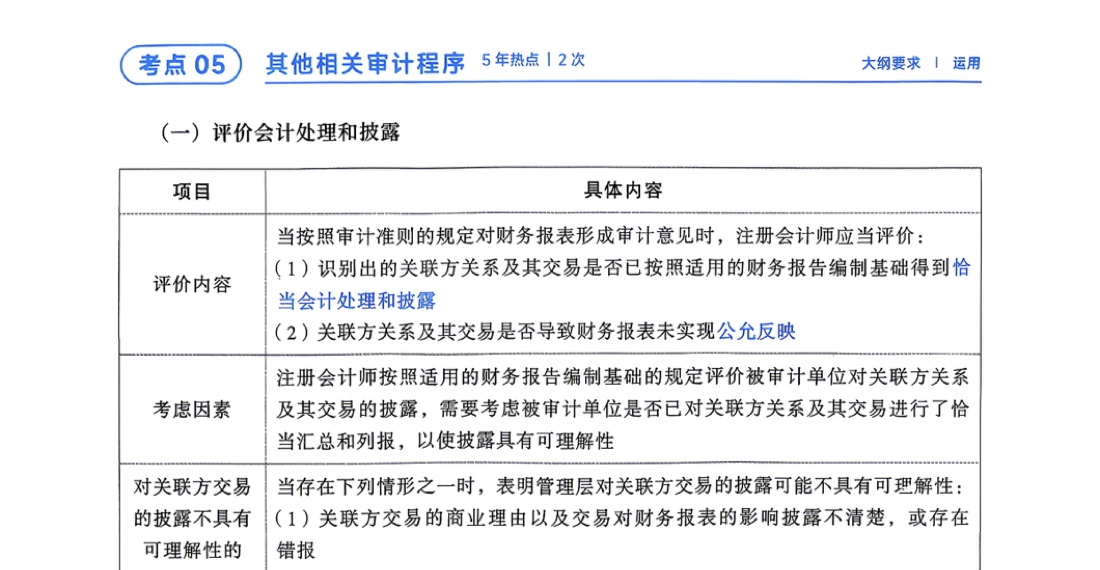 考点 05 其他相关审计程序 5 年热点 | 2 次 大纲要求 | 运用
（一）评价会计处理和披露
项目 具体内容
评价内容
当按照审计准则的规定对财务报表形成审计意见时，注册会计师应当评价：
（1）识别出的关联方关系及其交易是否已按照适用的财务报告编制基础得到恰
当会计处理和披露
（2）关联方关系及其交易是否导致财务报表未实现公允反映
考虑因素
注册会计师按照适用的财务报告编制基础的规定评价被审计单位对关联方关系
及其交易的披露，需要考虑被审计单位是否已对关联方关系及其交易进行了恰
当汇总和列报，以使披露具有可理解性
对关联方交易
的披露不具有
可理解性的
当存在下列情形之一时，表明管理层对关联方交易的披露可能不具有可理解性：
（1）关联方交易的商业理由以及交易对财务报表的影响披露不清楚，或存在
错报